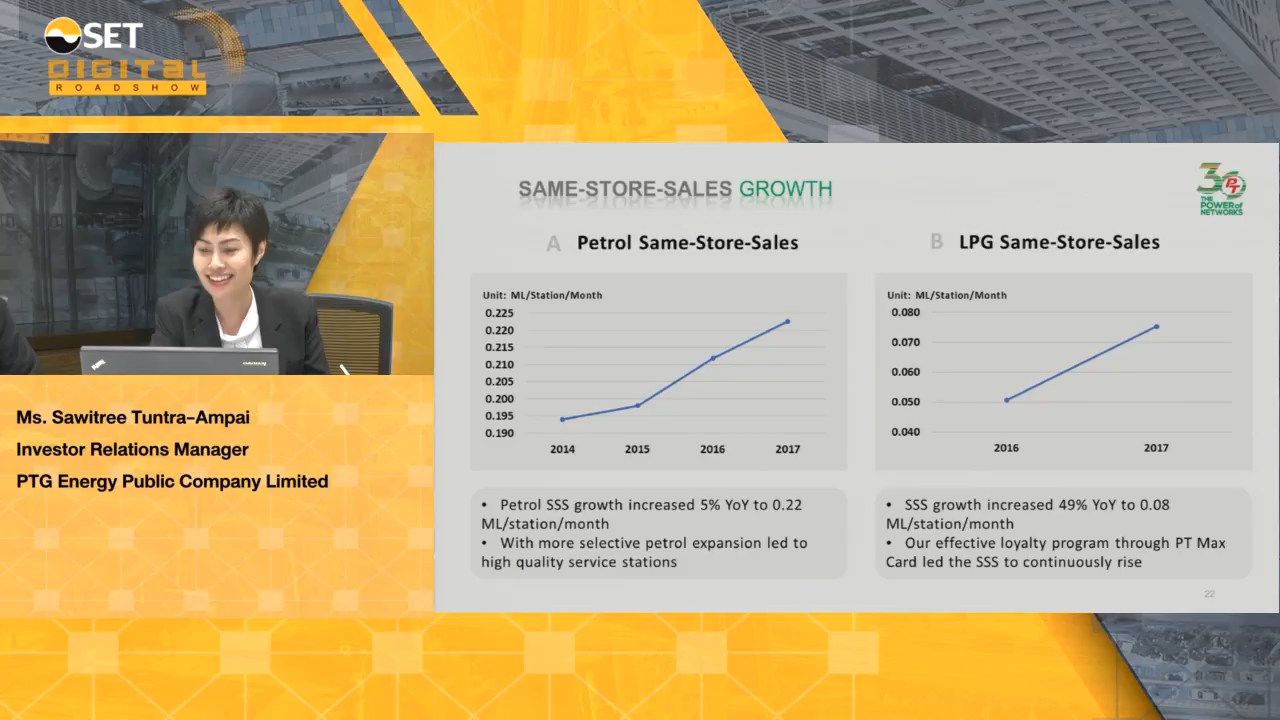 SET
DIGITAL
ROADSHOW
Ms. Sawitree Tuntra-Ampai
Investor Relations Manager
PTG Energy Public Company Limited
SAME-STORE-SALES GROWTH
30
PT
THE
POWER of
NETWORKS
A Petrol Same-Store-Sales
Unit: ML/Station/Month
0.225
0.220
0.215
0.210
0.205
0.200
0.195
0.190
2014 2015 2016 2017
• Petrol SSS growth increased 5% YoY to 0.22
ML/station/month
• With more selective petrol expansion led to
high quality service stations
B LPG Same-Store-Sales
Unit: ML/Station/Month
0.080
0.070
0.060
0.050
0.040
2016 2017
• SSS growth increased 49% YoY to 0.08
ML/station/month
• Our effective loyalty program through PT Max
Card led the SSS to continuously rise
22